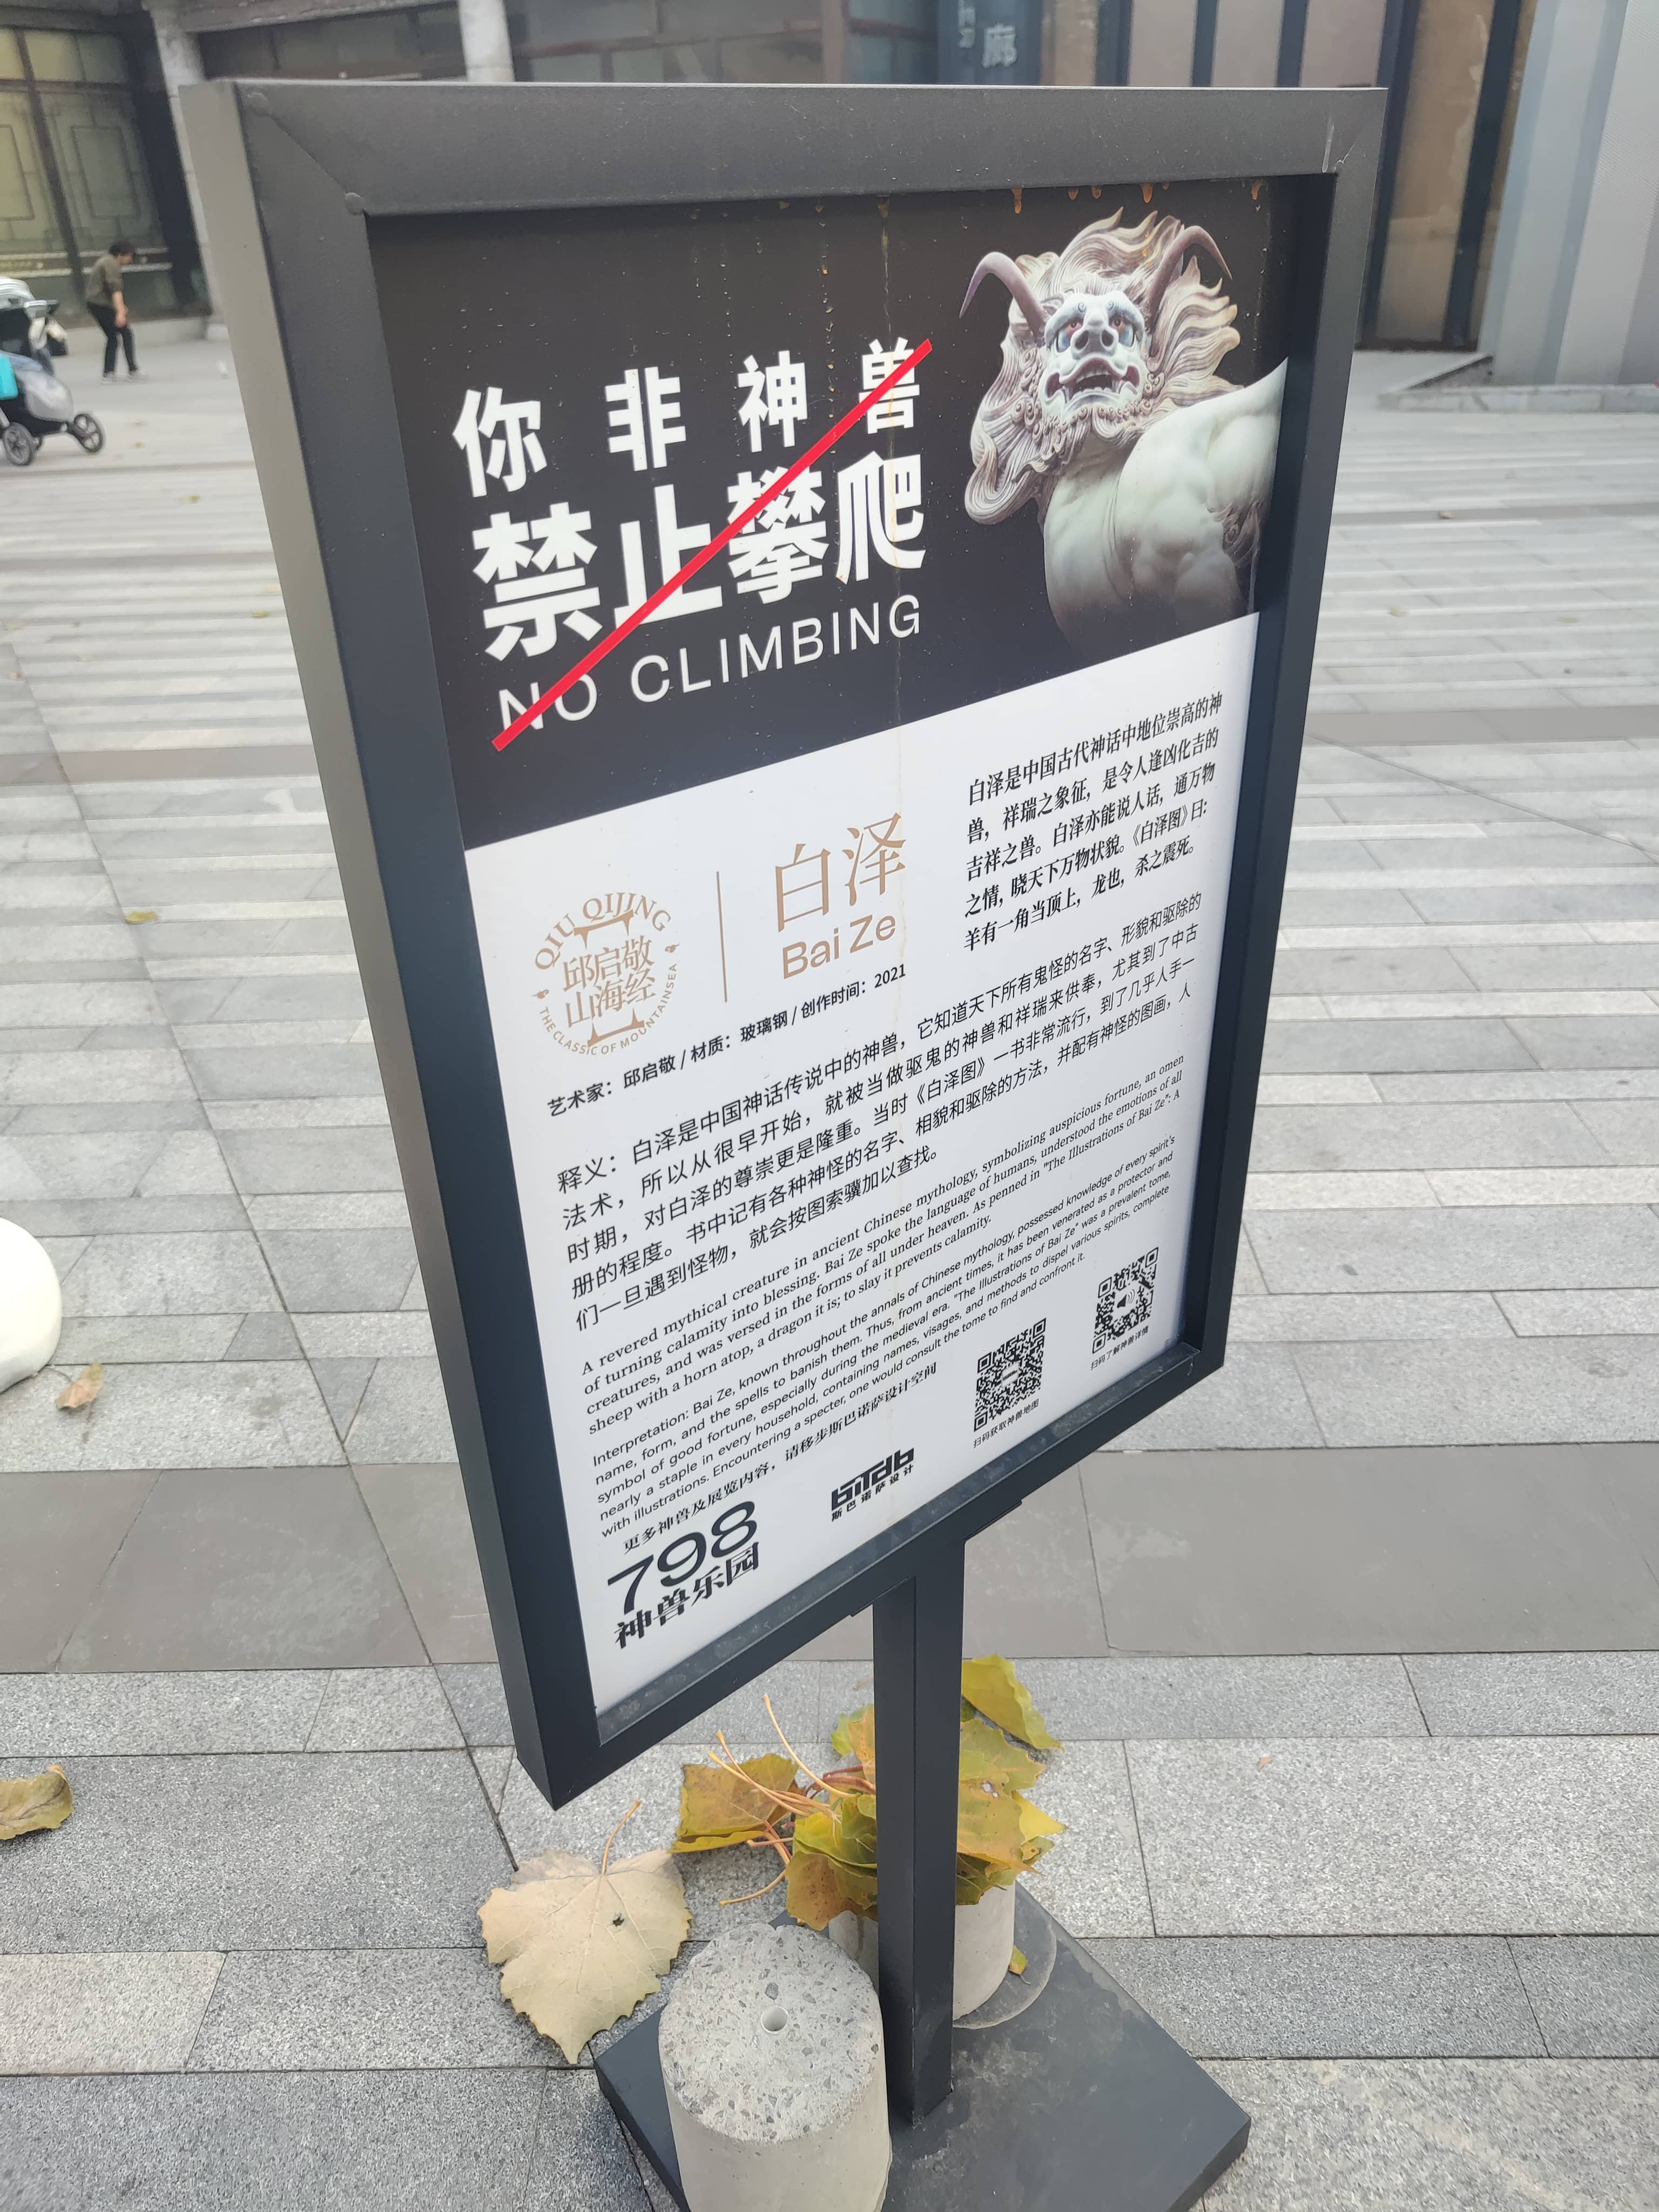 廊
你非神兽
禁止攀爬
NO CLIMBING
QIU QIJING
邱启敬
山海经
THE CLASSIC OF MOUNTAINSEA
白泽
Bai Ze
艺术家：邱启敬 / 材质：玻璃钢 / 创作时间：2021
白泽是中国古代神话中地位崇高的神
兽，祥瑞之象征，是令人逢凶化吉的
吉祥之兽。白泽亦能说人话，通万物
之情，晓天下万物状貌。《白泽图》曰：
羊有一角当顶上，龙也，杀之震死。
释义：白泽是中国神话传说中的神兽，它知道天下所有鬼怪的名字、形貌和驱除的
法术，所以从很早开始，就被当做驱鬼的神兽和祥瑞来供奉，尤其到了中古
时期，对白泽的尊崇更是隆重。当时《白泽图》一书非常流行，到了几乎人手一
册的程度。书中记有各种神怪的名字、相貌和驱除的方法，并配有神怪的图画，人
们一旦遇到怪物，就会按图索骥加以查找。
A revered mythical creature in ancient Chinese mythology, symbolizing auspicious fortune, an omen
of turning calamity into blessing. Bai Ze spoke the language of humans, understood the emotions of all
creatures, and was versed in the forms of all under heaven. As penned in "The Illustrations of Bai Ze": A
sheep with a horn atop, a dragon it is; to slay it prevents calamity.
Interpretation: Bai Ze, known throughout the annals of Chinese mythology, possessed knowledge of every spirit's
name, form, and the spells to banish them. Thus, from ancient times, it has been venerated as a protector and
symbol of good fortune, especially during the medieval era. "The Illustrations of Bai Ze" was a prevalent tome,
nearly a staple in every household, containing names, visages, and methods to dispel various spirits, complete
with illustrations. Encountering a specter, one would consult the tome to find and confront it.
更多神兽及展览内容，请移步斯巴诺萨设计空间
798
神兽乐园
斯巴诺萨设计
扫码获取神兽地图
扫码了解神兽详情